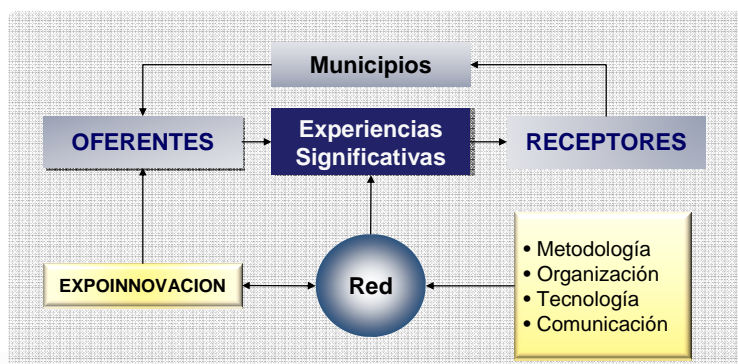 Municipios
OFERENTES
Experiencias
Significativas
RECEPTORES
EXPOINNOVACION
Red
• Metodología
• Organización
• Tecnología
• Comunicación